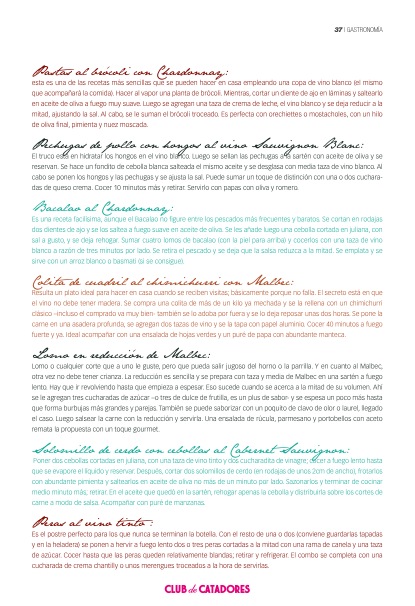 37 | GASTRONOMÍA
Pastas al brócoli con Chardonnay:
esta es una de las recetas más sencillas que se pueden hacer en casa empleando una copa de vino blanco (el mismo
que acompañará la comida). Hacer al vapor una planta de brócoli. Mientras, cortar un diente de ajo en láminas y saltearlo
en aceite de oliva a fuego muy suave. Luego se agregan una taza de crema de leche, el vino blanco y se deja reducir a la
mitad, ajustando la sal. Al cabo, se le suman el brócoli troceado. Es perfecta con orechiettes o mostacholes, con un hilo
de oliva final, pimienta y nuez moscada.
Pechugas de pollo con hongos al vino Sauvignon Blanc:
El truco está en hidratar los hongos en el vino blanco. Luego se sellan las pechugas a la sartén con aceite de oliva y se
reservan. Se hace un fondito de cebolla blanca salteada el mismo aceite y se desglasa con media taza de vino blanco. Al
cabo se ponen los hongos y las pechugas y se ajusta la sal. Puede sumar un toque de distinción con una o dos cuchara-
das de queso crema. Cocer 10 minutos más y retirar. Servirlo con papas con oliva y romero.
Bacalao al Chardonnay:
Es una receta facilísima, aunque el Bacalao no figure entre los pescados más frecuentes y baratos. Se cortan en rodajas
dos dientes de ajo y se los saltea a fuego suave en aceite de oliva. Se les añade luego una cebolla cortada en juliana, con
sal a gusto, y se deja rehogar. Sumar cuatro lomos de bacalao (con la piel para arriba) y cocerlos con una taza de vino
blanco a razón de tres minutos por lado. Se retira el pescado y se deja que la salsa reduzca a la mitad. Se emplata y se
sirve con un arroz blanco o basmati (si se consigue).
Colita de cuadril al chimichurri con Malbec:
Resulta un plato ideal para hacer en casa cuando se reciben visitas; básicamente porque no falla. El secreto está en que
el vino no debe tener madera. Se compra una colita de más de un kilo ya mechada y se la rellena con un chimichurri
clásico -incluso el comprado va muy bien- también se lo adoba por fuera y se lo deja reposar unas dos horas. Se pone la
carne en una asadera profunda, se agregan dos tazas de vino y se la tapa con papel aluminio. Cocer 40 minutos a fuego
fuerte y ya. Ideal acompañar con una ensalada de hojas verdes y un puré de papa con abundante manteca.
Lomo en reducción de Malbec:
Lomo o cualquier corte que a uno le guste, pero que pueda salir jugoso del horno o la parrilla. Y en cuanto al Malbec,
otra vez no debe tener crianza. La reducción es sencilla y se prepara con taza y media de Malbec en una sartén a fuego
lento. Hay que ir revolviendo hasta que empieza a espesar. Eso sucede cuando se acerca a la mitad de su volumen. Ahí
se le agregan tres cucharadas de azúcar –o tres de dulce de frutilla, es un plus de sabor- y se espesa un poco más hasta
que forma burbujas más grandes y parejas. También se puede saborizar con un poquito de clavo de olor o laurel, llegado
el caso. Luego salsear la carne con la reducción y servirla. Una ensalada de rúcula, parmesano y portobellos con aceto
remata la propuesta con un toque gourmet.
Solomillo de cerdo con cebollas al Cabernet Sauvignon:
Poner dos cebollas cortadas en juliana, con una taza de vino tinto y dos cucharadita de vinagre; cocer a fuego lento hasta
que se evapore el líquido y reservar. Después, cortar dos solomillos de cerdo (en rodajas de unos 2cm de ancho), frotarlos
con abundante pimienta y saltearlos en aceite de oliva no más de un minuto por lado. Sazonarlos y terminar de cocinar
medio minuto más, retirar. En el aceite que quedó en la sartén, rehogar apenas la cebolla y distribuirla sobre los cortes de
carne a modo de salsa. Acompañar con puré de manzanas.
Peras al vino tinto:
Es el postre perfecto para los que nunca se terminan la botella. Con el resto de una o dos (conviene guardarlas tapadas
y en la heladera) se ponen a hervir a fuego lento dos o tres peras cortadas a la mitad con una rama de canela y una taza
de azúcar. Cocer hasta que las peras queden relativamente blandas; retirar y refrigerar. El combo se completa con una
cucharada de crema chantilly o unos merengues troceados a la hora de servirlas.
CLUB de CATADORES